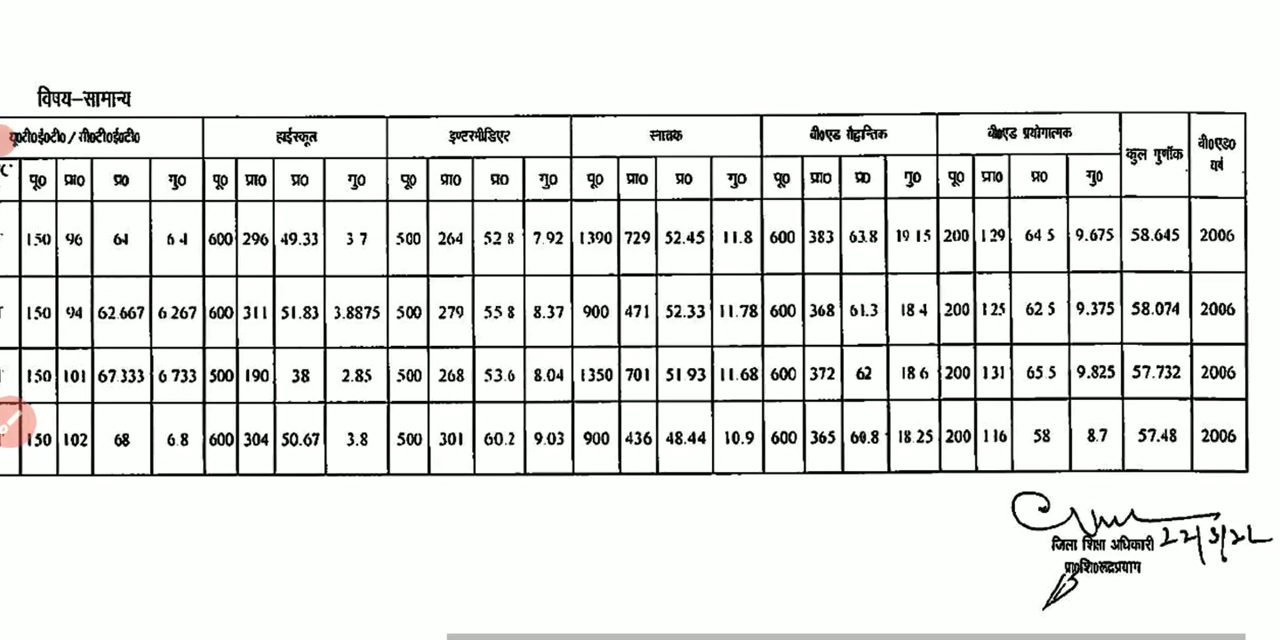 विषय–सामान्य
यू0टी0ई0टी0 / सी0टी0ई0टी0 हाईस्कूल इण्टरमीडिएट स्नातक बी0एड सैद्वान्तिक बी0एड प्रयोगात्मक कुल गुणाँक बी0एड0 वर्ष
पू0 प्रा0 प्र0 गु0 पू0 प्रा0 प्र0 गु0 पू0 प्रा0 प्र0 गु0 पू0 प्रा0 प्र0 गु0 पू0 प्रा0 प्र0 गु0 पू0 प्रा0 प्र0 गु0
150 96 64 6.4 600 296 49.33 3.7 500 264 52.8 7.92 1390 729 52.45 11.8 600 383 63.8 19.15 200 129 64.5 9.675 58.645 2006
150 94 62.667 6.267 600 311 51.83 3.8875 500 279 55.8 8.37 900 471 52.33 11.78 600 368 61.3 18.4 200 125 62.5 9.375 58.074 2006
150 101 67.333 6.733 500 190 38 2.85 500 268 53.6 8.04 1350 701 51.93 11.68 600 372 62 18.6 200 131 65.5 9.825 57.732 2006
150 102 68 6.8 600 304 50.67 3.8 500 301 60.2 9.03 900 436 48.44 10.9 600 365 60.8 18.25 200 116 58 8.7 57.48 2006
जिला शिक्षा अधिकारी
प्रा0शि0रूद्रप्रयाग